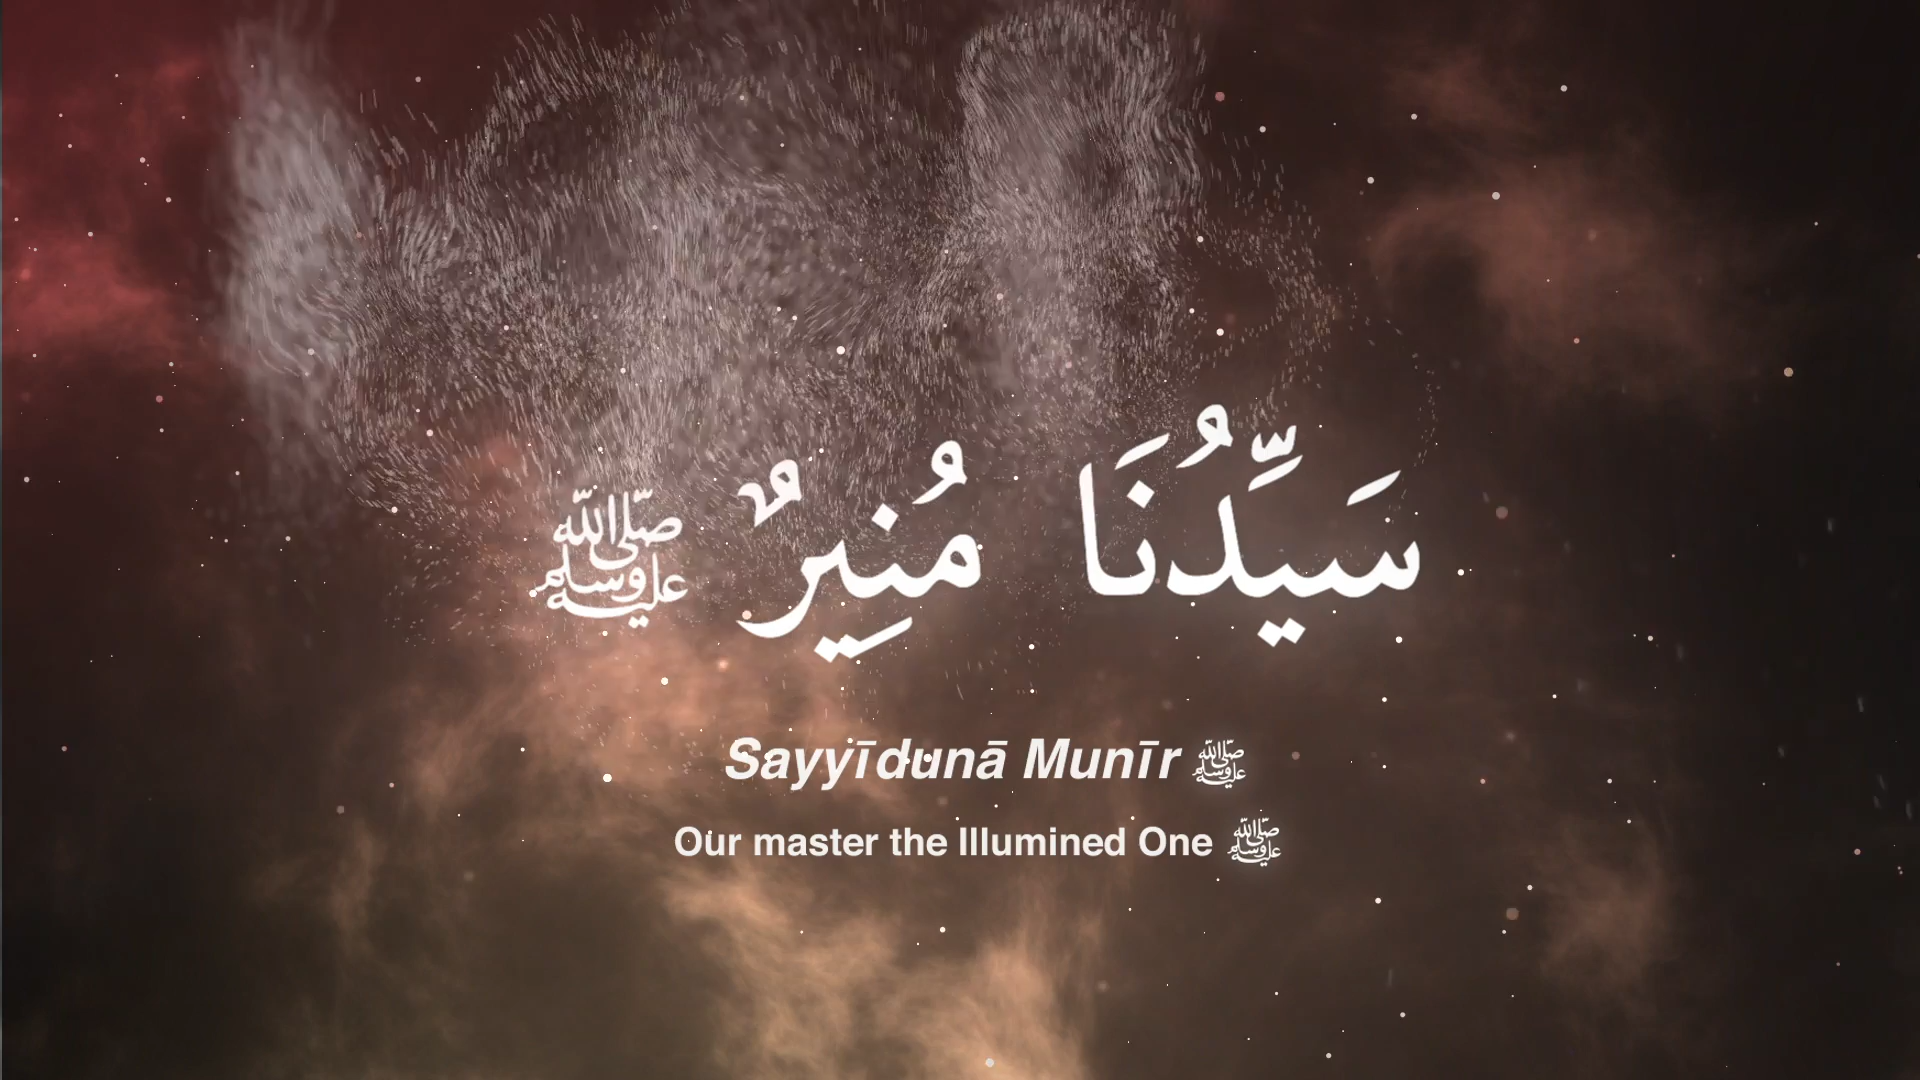 سَيِّدُنَا مُنِيرٌ ﷺ
Sayyīdunā Munīr ﷺ
Our master the Illumined One ﷺ